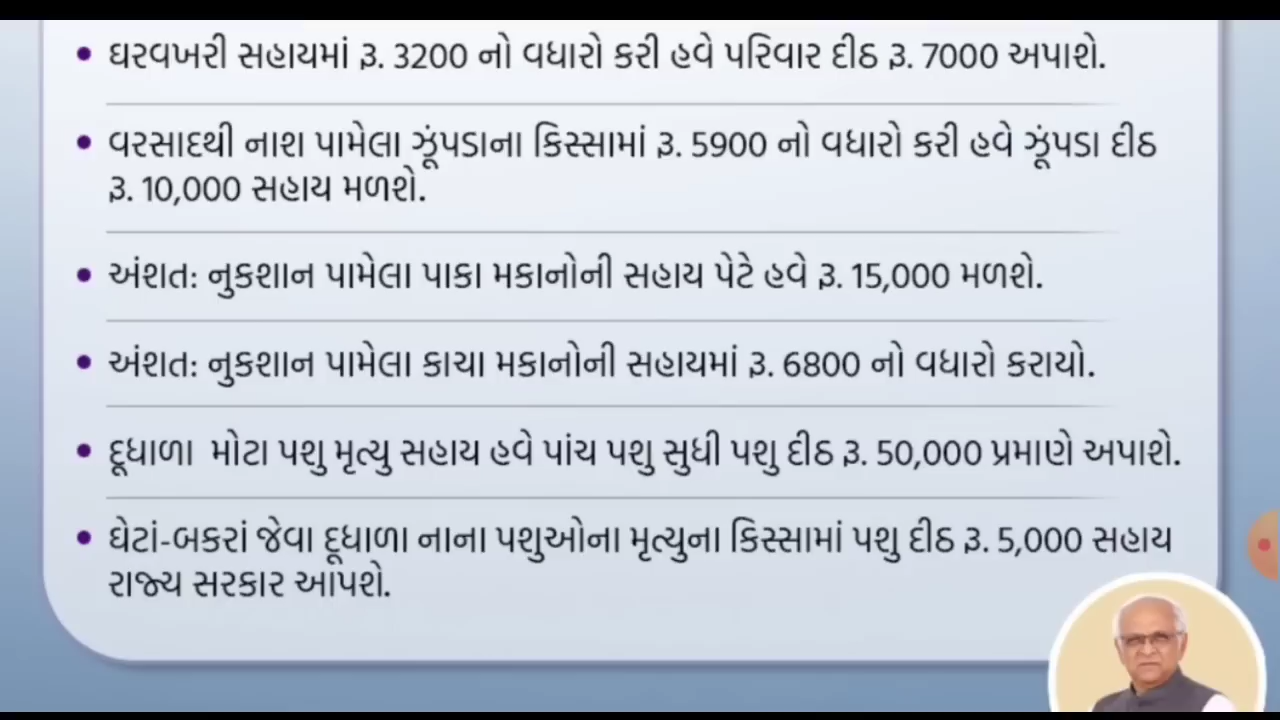 • ઘરવખરી સહાયમાં રૂ. 3200 નો વધારો કરી હવે પરિવાર દીઠ રૂ. 7000 અપાશે.
• વરસાદથી નાશ પામેલા ઝૂંપડાના કિસ્સામાં રૂ. 5900 નો વધારો કરી હવે ઝૂંપડા દીઠ
રૂ. 10,000 સહાય મળશે.
• અંશતઃ નુકશાન પામેલા પાકા મકાનોની સહાય પેટે હવે રૂ. 15,000 મળશે.
• અંશતઃ નુકશાન પામેલા કાચા મકાનોની સહાયમાં રૂ. 6800 નો વધારો કરાયો.
• દૂધાળા મોટા પશુ મૃત્યુ સહાય હવે પાંચ પશુ સુધી પશુ દીઠ રૂ. 50,000 પ્રમાણે અપાશે.
• ઘેટાં-બકરાં જેવા દૂધાળા નાના પશુઓના મૃત્યુના કિસ્સામાં પશુ દીઠ રૂ. 5,000 સહાય
રાજ્ય સરકાર આપશે.